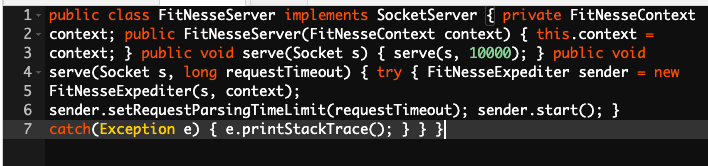 1 public class FitNesseServer implements SocketServer { private FitNesseContext
2 context; public FitNesseServer(FitNesseContext context) { this.context =
3 context; } public void serve(Socket s) { serve(s, 10000); } public void
4 serve(Socket s, long requestTimeout) { try { FitNesseExpediter sender = new
5 FitNesseExpediter(s, context);
6 sender.setRequestParsingTimeLimit(requestTimeout); sender.start(); }
7 catch(Exception e) { e.printStackTrace(); } } }